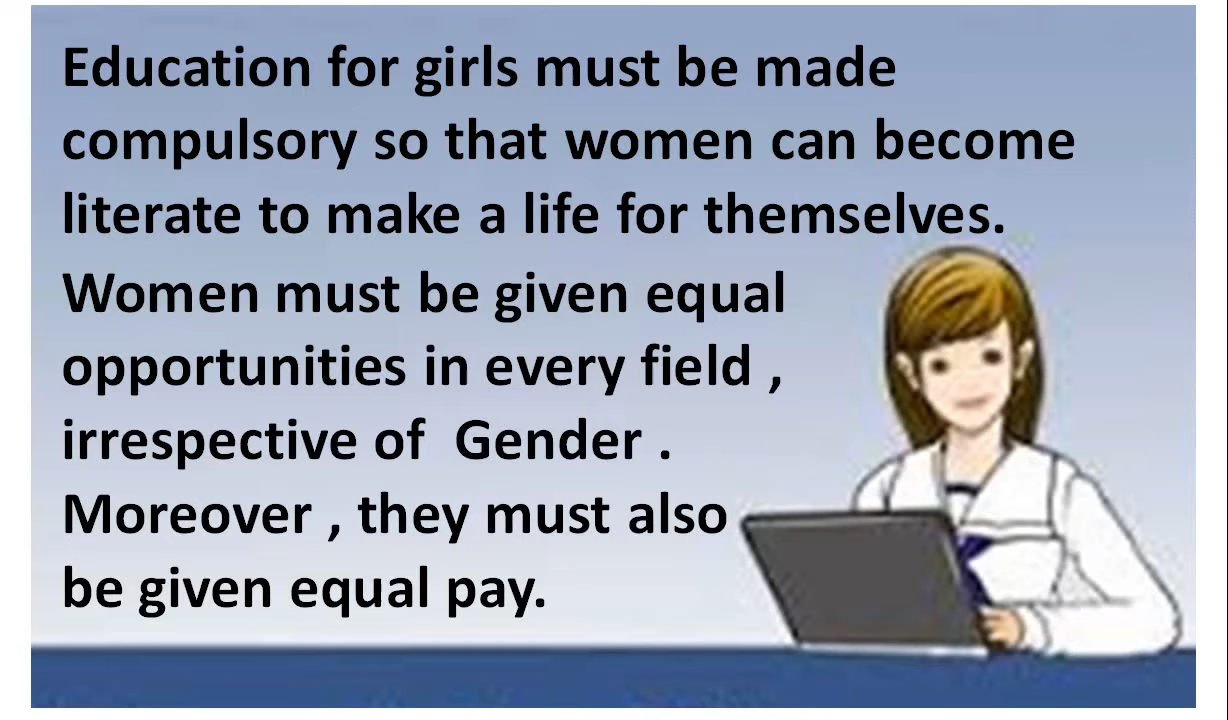 Education for girls must be made
compulsory so that women can become
literate to make a life for themselves.
Women must be given equal
opportunities in every field ,
irrespective of  Gender .
Moreover , they must also
be given equal pay.